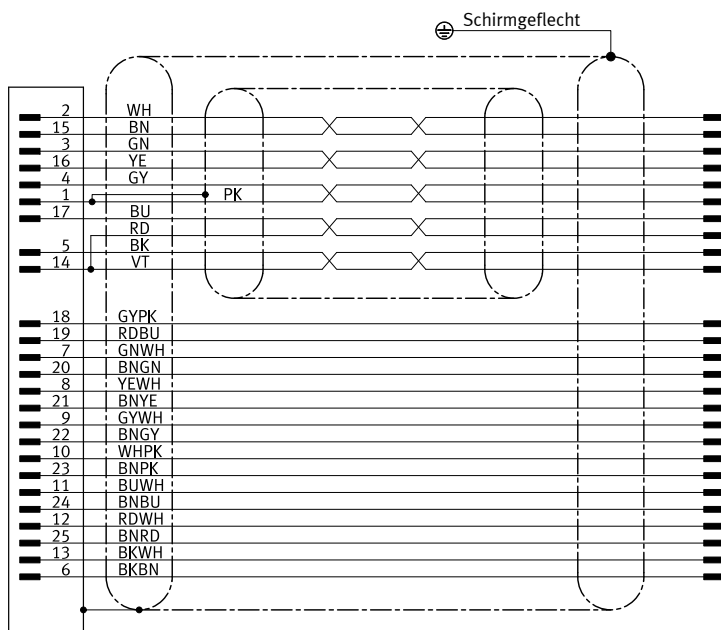 Schirmgeflecht
2 WH
15 BN
3 GN
16 YE
4 GY
1 PK
17 BU
RD
5 BK
14 VT
18 GYPK
19 RDBU
7 GNWH
20 BNGN
8 YEWH
21 BNYE
9 GYWH
22 BNGY
10 WHPK
23 BNPK
11 BUWH
24 BNBU
12 RDWH
25 BNRD
13 BKWH
6 BKBN